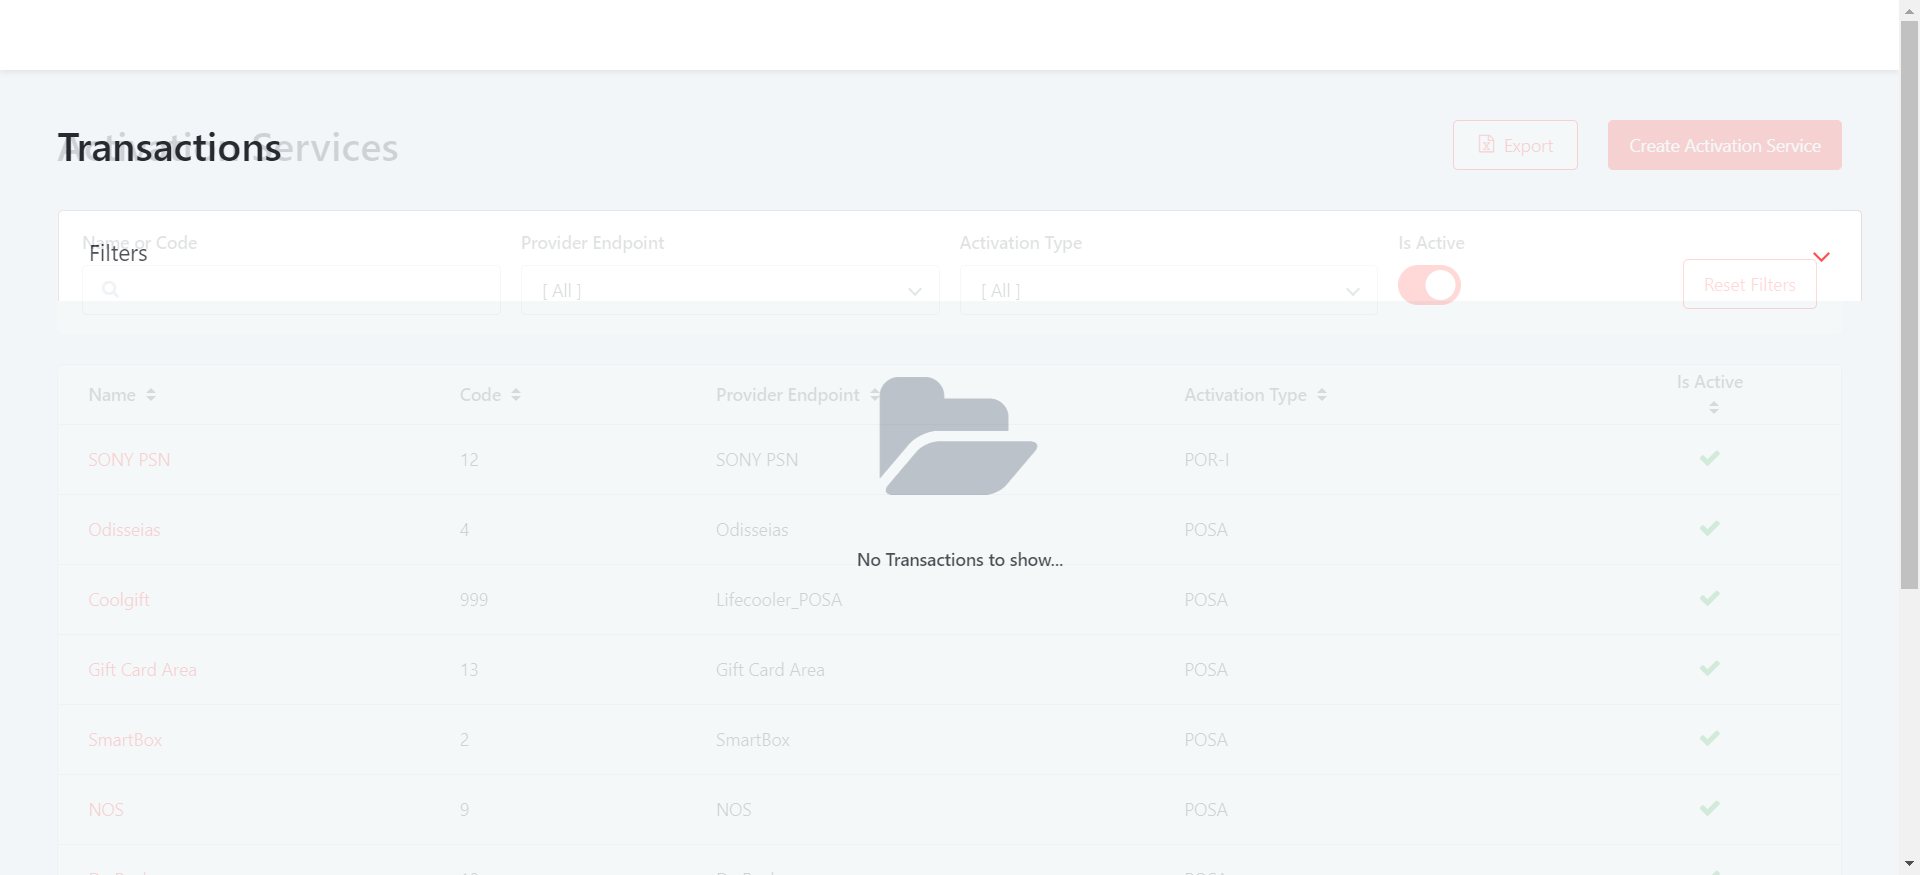 Transactions
Activation Services
Export
Create Activation Service
Name or Code
Provider Endpoint
Activation Type
Is Active
Filters
[ All ]
[ All ]
Reset Filters
Name
Code
Provider Endpoint
Activation Type
Is Active
SONY PSN
12
SONY PSN
POR-I
Odisseias
4
Odisseias
POSA
No Transactions to show...
Coolgift
999
Lifecooler_POSA
POSA
Gift Card Area
13
Gift Card Area
POSA
SmartBox
2
SmartBox
POSA
NOS
9
NOS
POSA